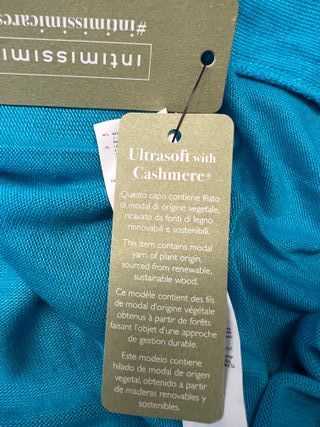 #intimissimicares
intimissimi
Ultrasoft with
Cashmere*
Questo capo contiene filato
di modal di origine vegetale,
ricavato da fonti di legno
rinnovabili e sostenibili.
This item contains modal
yarn of plant origin,
sourced from renewable,
sustainable wood.
Ce modèle contient des fils
de modal d'origine végétale
obtenus à partir de forêts
faisant l'objet d'une approche
de gestion durable.
Este modelo contiene
hilado de modal de origen
vegetal, obtenido a partir
de maderas renovables y
sostenibles.